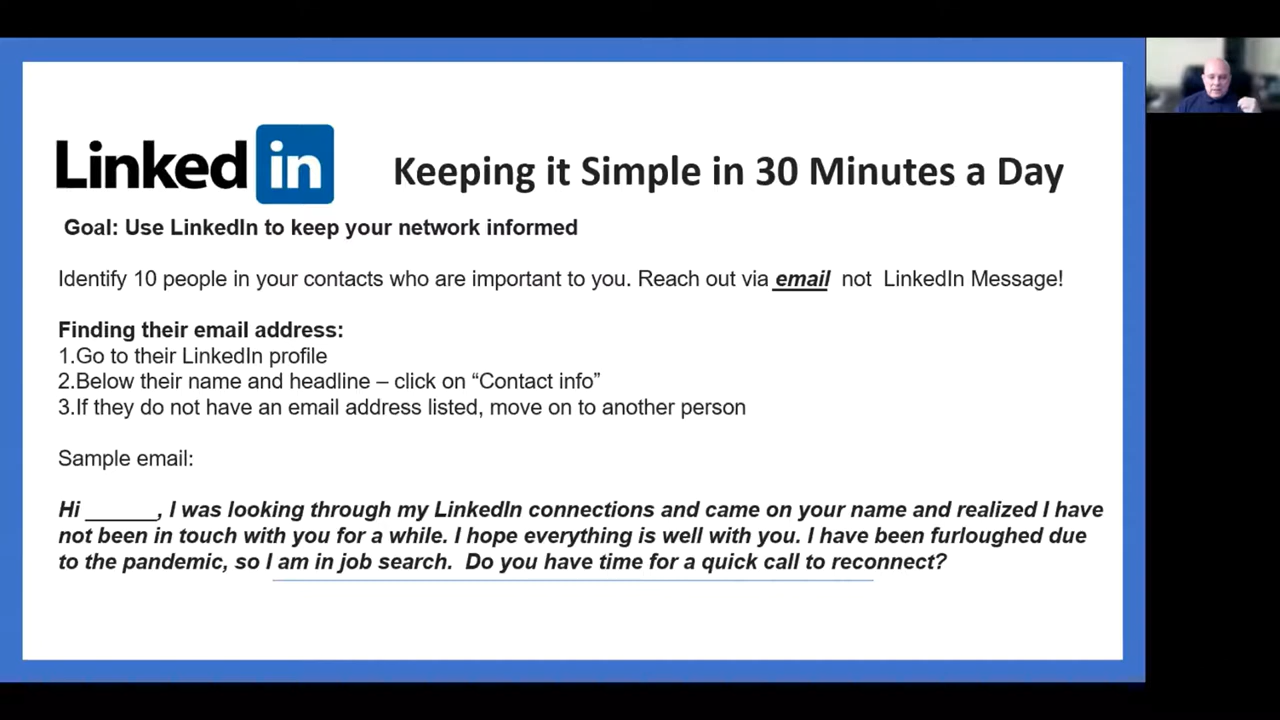 Linked in
Keeping it Simple in 30 Minutes a Day
Goal: Use LinkedIn to keep your network informed
Identify 10 people in your contacts who are important to you. Reach out via email not LinkedIn Message!
Finding their email address:
1.Go to their LinkedIn profile
2.Below their name and headline – click on “Contact info”
3.If they do not have an email address listed, move on to another person
Sample email:
Hi ______, I was looking through my LinkedIn connections and came on your name and realized I have
not been in touch with you for a while. I hope everything is well with you. I have been furloughed due
to the pandemic, so I am in job search. Do you have time for a quick call to reconnect?